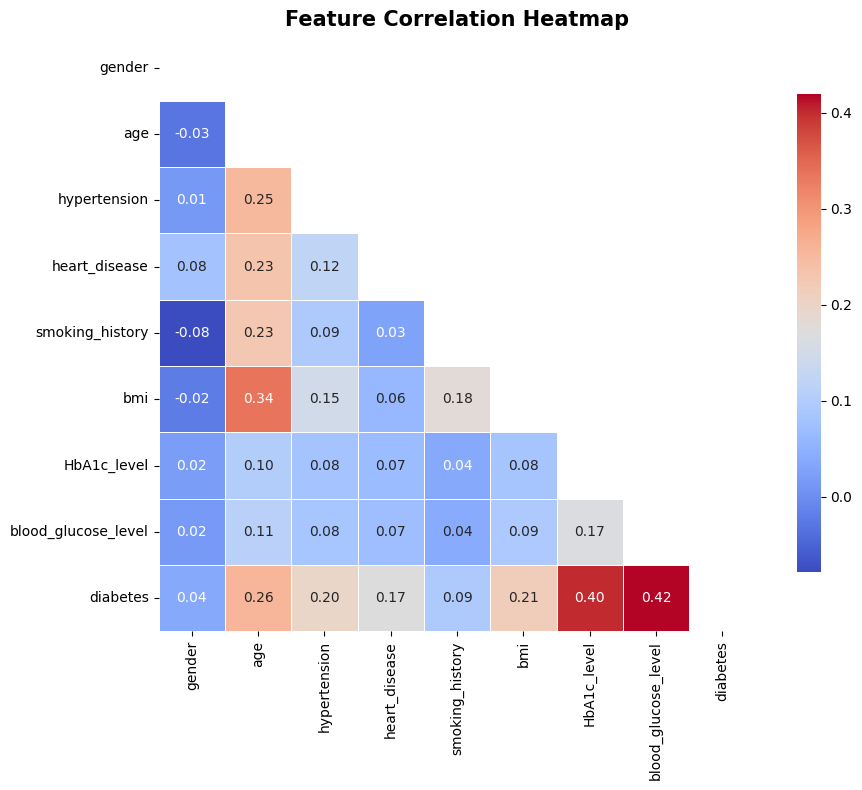 Feature Correlation Heatmap
gender
age -0.03
hypertension 0.01 0.25
heart_disease 0.08 0.23 0.12
smoking_history -0.08 0.23 0.09 0.03
bmi -0.02 0.34 0.15 0.06 0.18
HbA1c_level 0.02 0.10 0.08 0.07 0.04 0.08
blood_glucose_level 0.02 0.11 0.08 0.07 0.04 0.09 0.17
diabetes 0.04 0.26 0.20 0.17 0.09 0.21 0.40 0.42
gender
age
hypertension
heart_disease
smoking_history
bmi
HbA1c_level
blood_glucose_level
diabetes
0.4
0.3
0.2
0.1
0.0